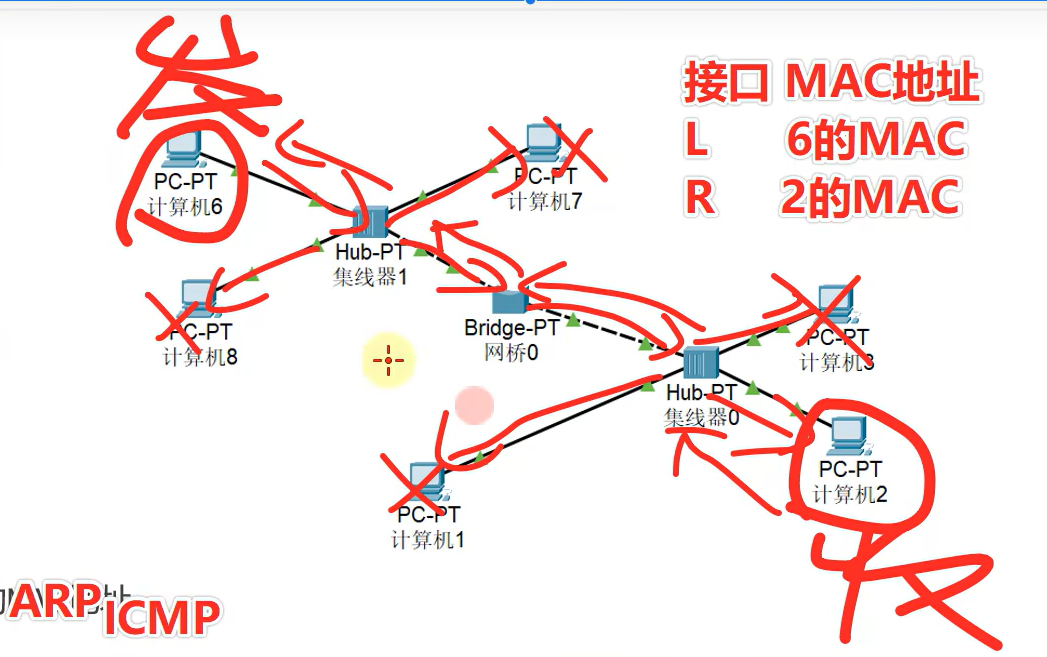 发
接口 MAC地址
L 6的MAC
R 2的MAC
PC-PT
计算机6
PC-PT
计算机7
Hub-PT
集线器1
PC-PT
计算机8
Bridge-PT
网桥0
PC-PT
计算机3
Hub-PT
集线器0
PC-PT
计算机2
PC-PT
计算机1
收
ARP
ICMP